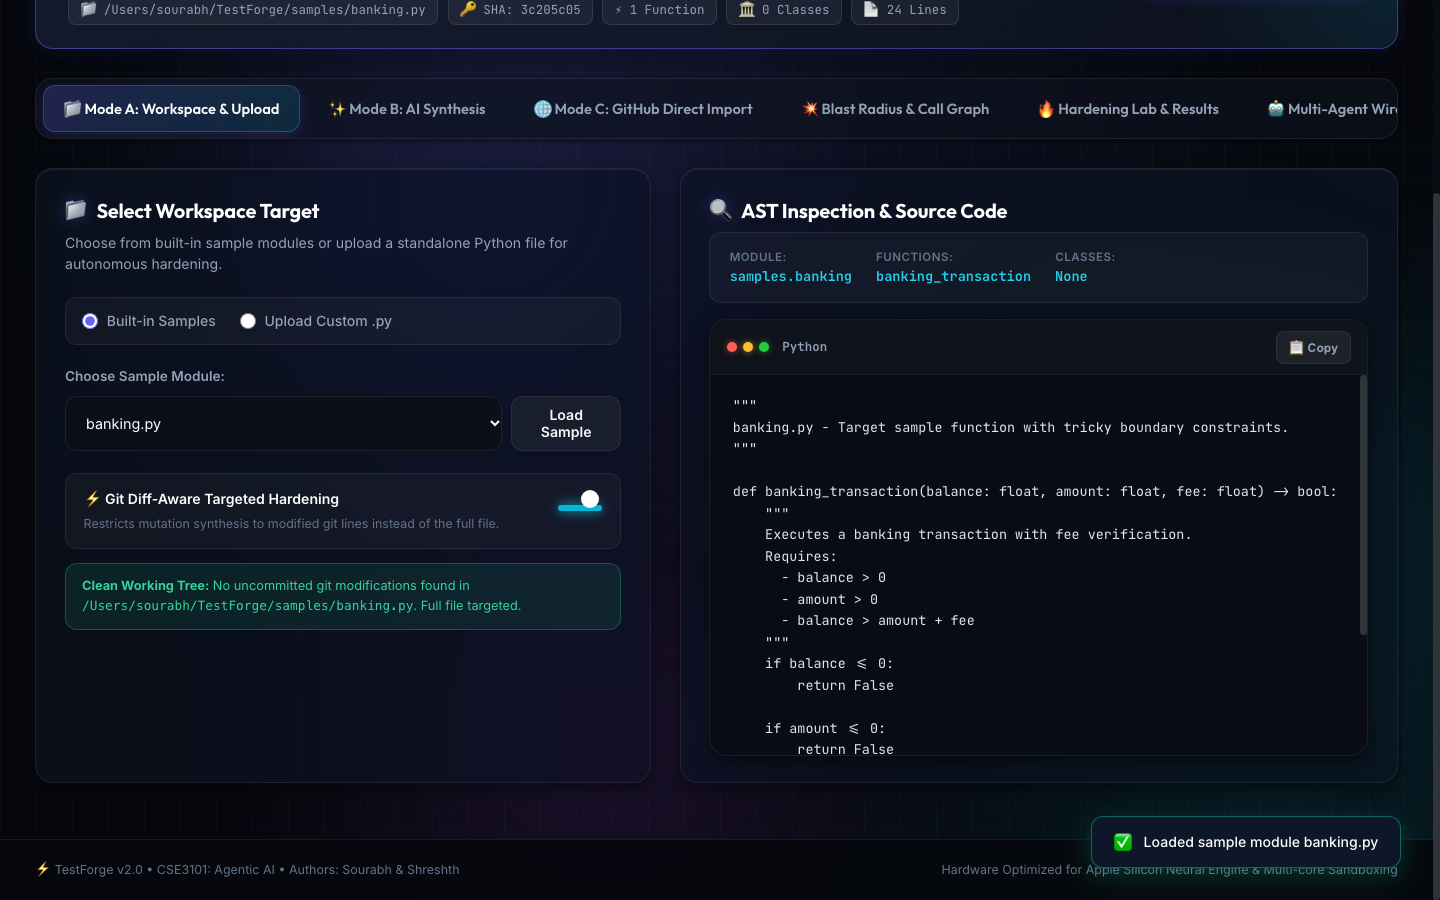 /Users/sourabh/TestForge/samples/banking.py SHA: 3c205c05 1 Function 0 Classes 24 Lines
Mode A: Workspace & Upload Mode B: AI Synthesis Mode C: GitHub Direct Import Blast Radius & Call Graph Hardening Lab & Results Multi-Agent Wir
Select Workspace Target
Choose from built-in sample modules or upload a standalone Python file for
autonomous hardening.
Built-in Samples Upload Custom .py
Choose Sample Module:
banking.py
Load
Sample
Git Diff-Aware Targeted Hardening
Restricts mutation synthesis to modified git lines instead of the full file.
Clean Working Tree: No uncommitted git modifications found in
/Users/sourabh/TestForge/samples/banking.py. Full file targeted.
AST Inspection & Source Code
MODULE: FUNCTIONS: CLASSES:
samples.banking banking_transaction None
Python Copy
"""
banking.py - Target sample function with tricky boundary constraints.
"""
def banking_transaction(balance: float, amount: float, fee: float) -> bool:
"""
Executes a banking transaction with fee verification.
Requires:
- balance > 0
- amount > 0
- balance > amount + fee
"""
if balance <= 0:
return False
if amount <= 0:
return False
Loaded sample module banking.py
TestForge v2.0 • CSE3101: Agentic AI • Authors: Sourabh & Shreshth
Hardware Optimized for Apple Silicon Neural Engine & Multi-core Sandboxing